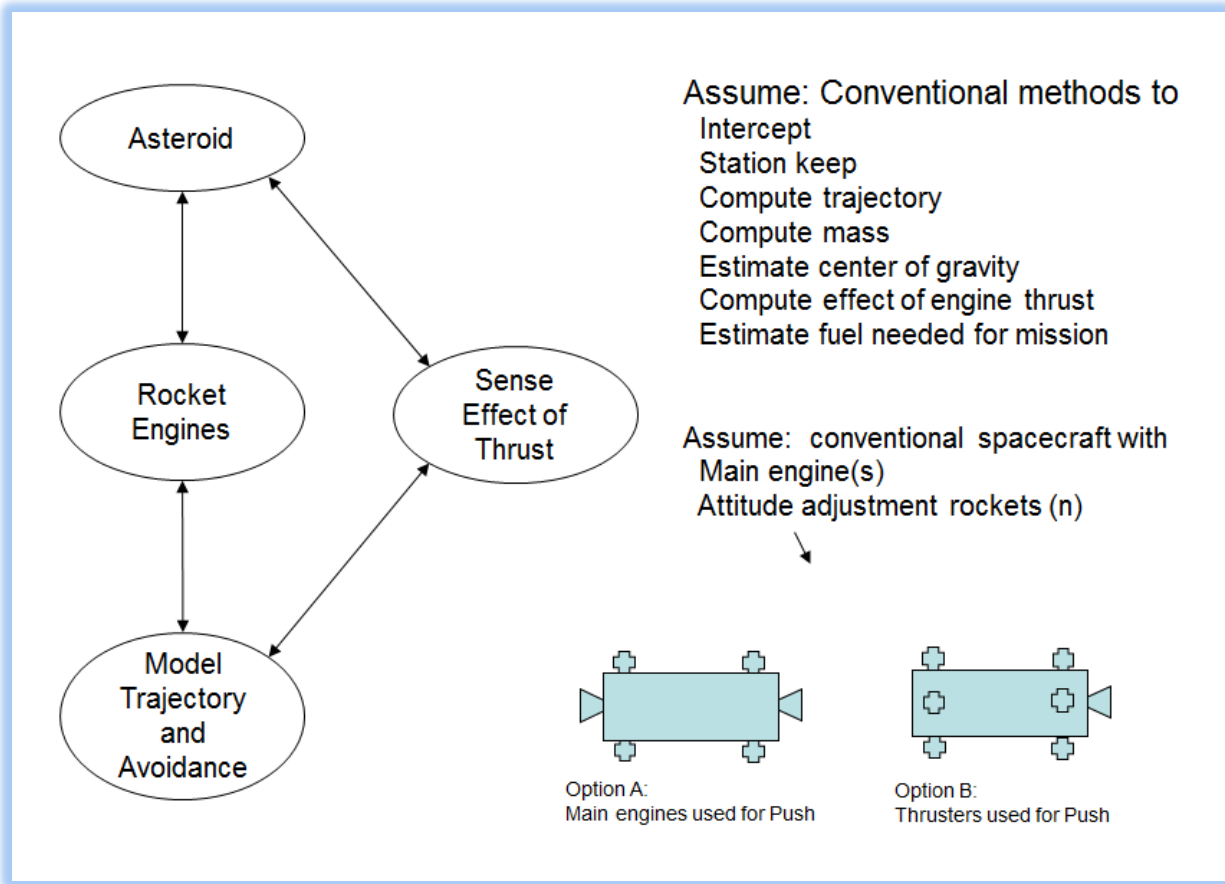 Asteroid
Rocket
Engines
Sense
Effect of
Thrust
Model
Trajectory
and
Avoidance
Assume: Conventional methods to
Intercept
Station keep
Compute trajectory
Compute mass
Estimate center of gravity
Compute effect of engine thrust
Estimate fuel needed for mission
Assume: conventional spacecraft with
Main engine(s)
Attitude adjustment rockets (n)
Option A:
Main engines used for Push
Option B:
Thrusters used for Push